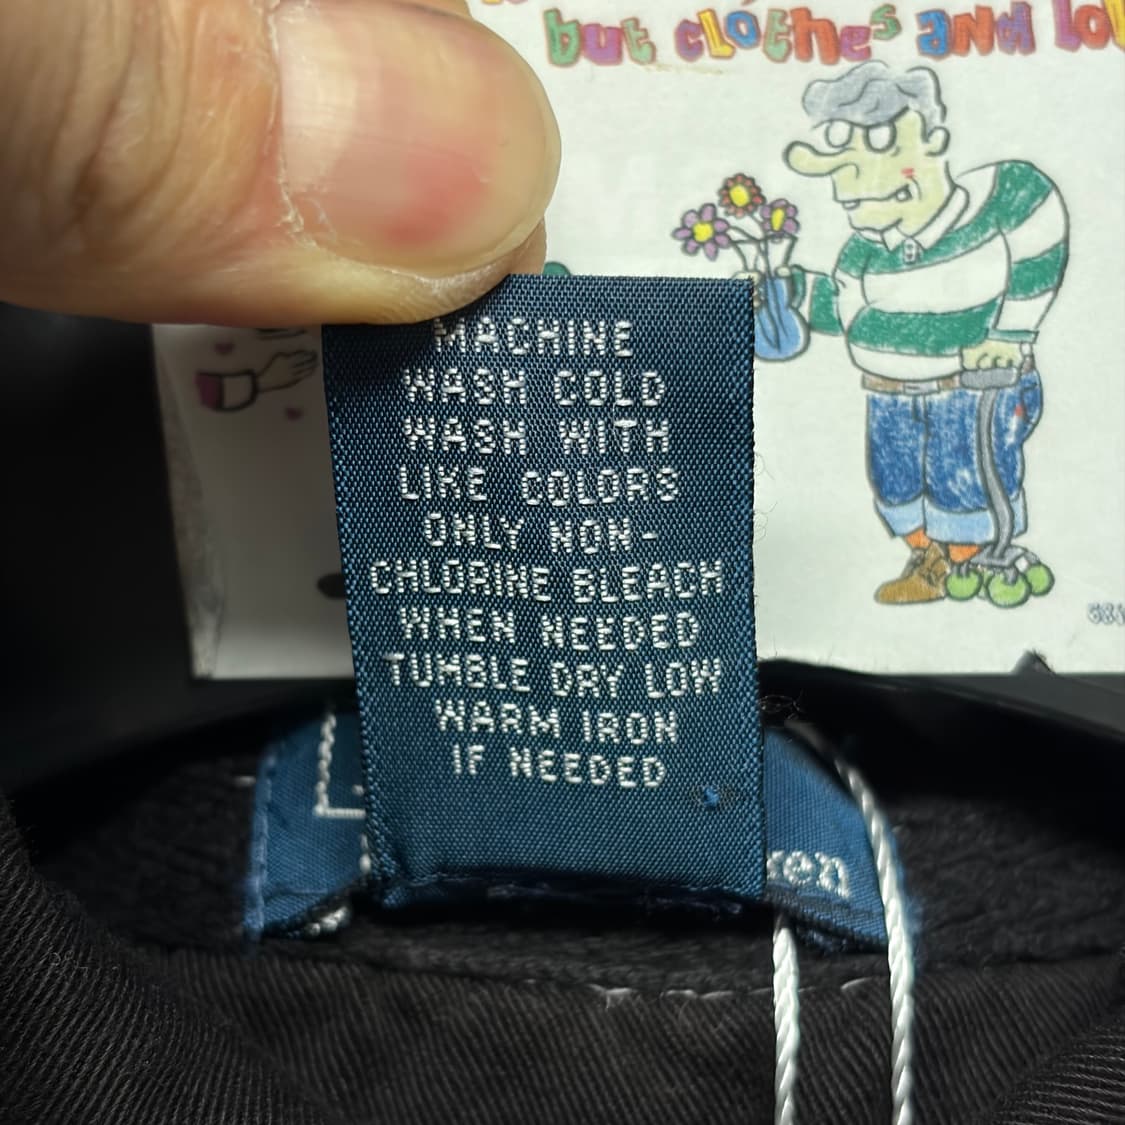 but clothes and
MACHINE
WASH COLD
WASH WITH
LIKE COLORS
ONLY NON-
CHLORINE BLEACH
WHEN NEEDED
TUMBLE DRY LOW
WARM IRON
IF NEEDED